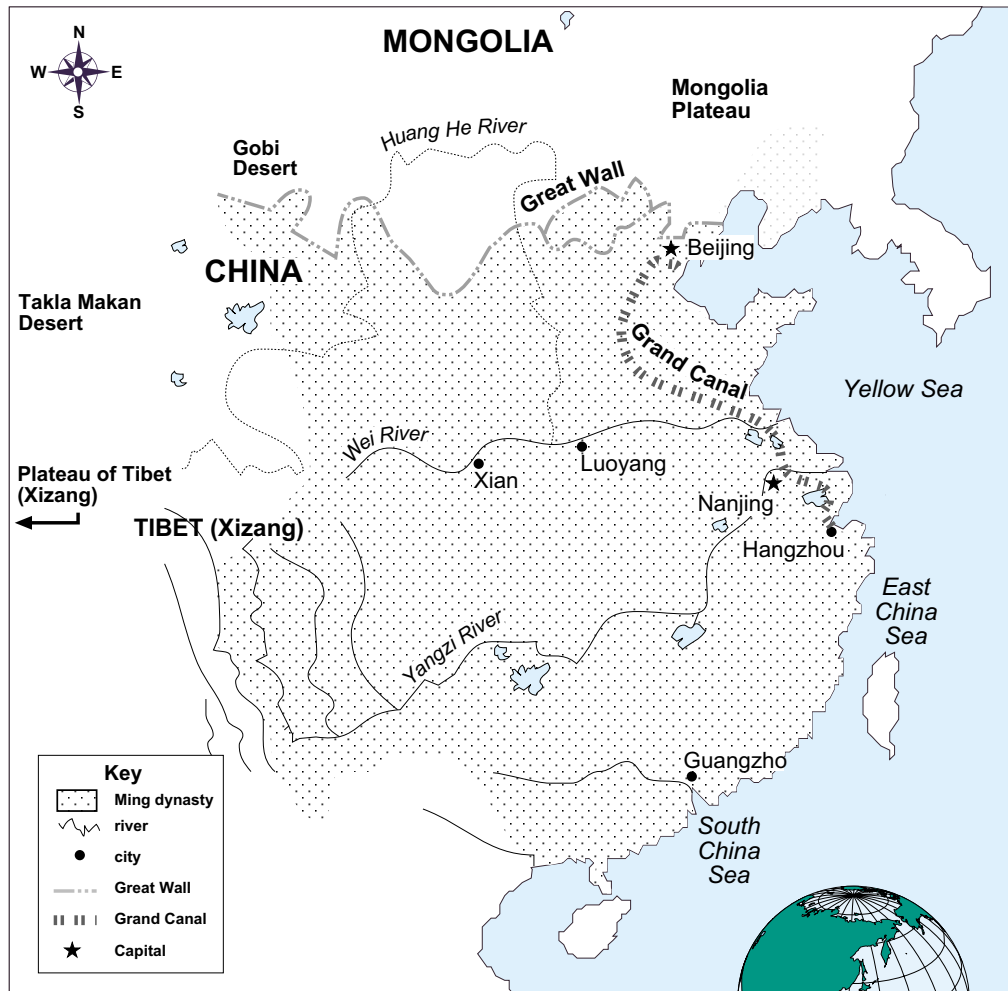 MONGOLIA
N
W
E
S
Mongolia
Plateau
Huang He River
Gobi
Desert
Great Wall
Beijing
CHINA
Takla Makan
Desert
Grand Canal
Yellow Sea
Wei River
Luoyang
Xian
Plateau of Tibet
(Xizang)
Nanjing
TIBET (Xizang)
Hangzhou
East
China
Sea
Yangzi River
Guangzho
South
China
Sea
Key
Ming dynasty
river
city
Great Wall
Grand Canal
Capital